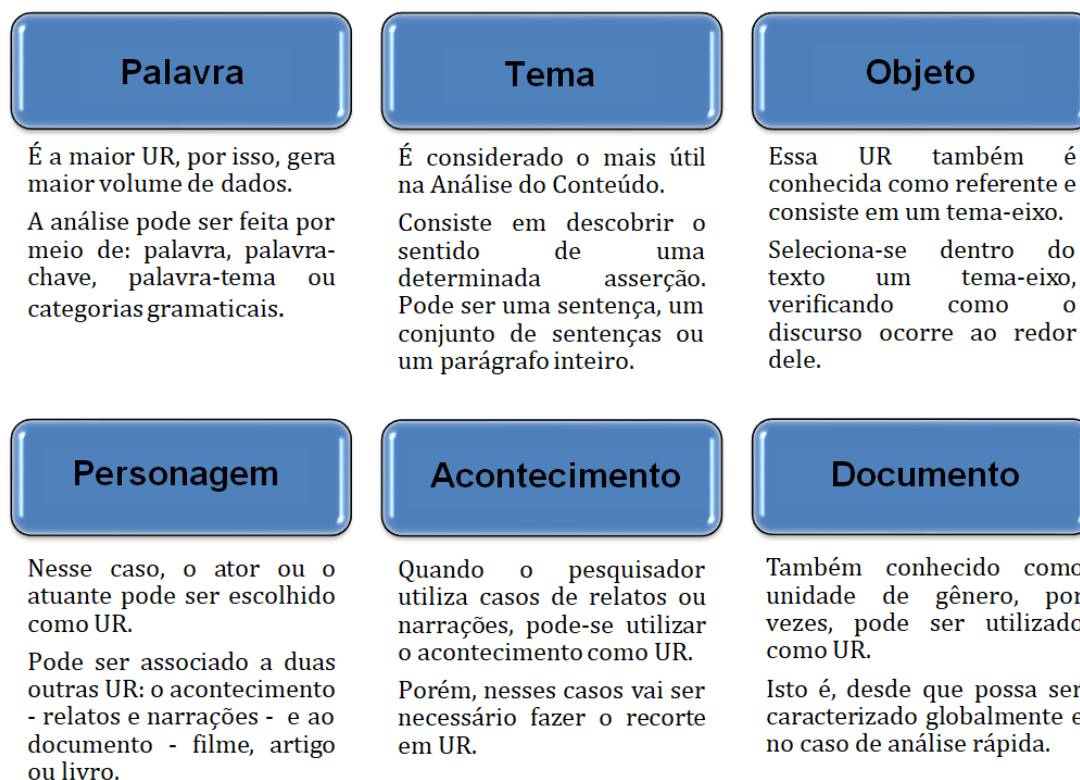 Palavra
É a maior UR, por isso, gera
maior volume de dados.
A análise pode ser feita por
meio de: palavra, palavra-
chave, palavra-tema ou
categorias gramaticais.
Tema
É considerado o mais útil
na Análise do Conteúdo.
Consiste em descobrir o
sentido de uma
determinada asserção.
Pode ser uma sentença, um
conjunto de sentenças ou
um parágrafo inteiro.
Objeto
Essa UR também é
conhecida como referente e
consiste em um tema-eixo.
Seleciona-se dentro do
texto um tema-eixo,
verificando como o
discurso ocorre ao redor
dele.
Personagem
Nesse caso, o ator ou o
atuante pode ser escolhido
como UR.
Pode ser associado a duas
outras UR: o acontecimento
- relatos e narrações - e ao
documento - filme, artigo
ou livro.
Acontecimento
Quando o pesquisador
utiliza casos de relatos ou
narrações, pode-se utilizar
o acontecimento como UR.
Porém, nesses casos vai ser
necessário fazer o recorte
em UR.
Documento
Também conhecido como
unidade de gênero, por
vezes, pode ser utilizado
como UR.
Isto é, desde que possa ser
caracterizado globalmente e
no caso de análise rápida.